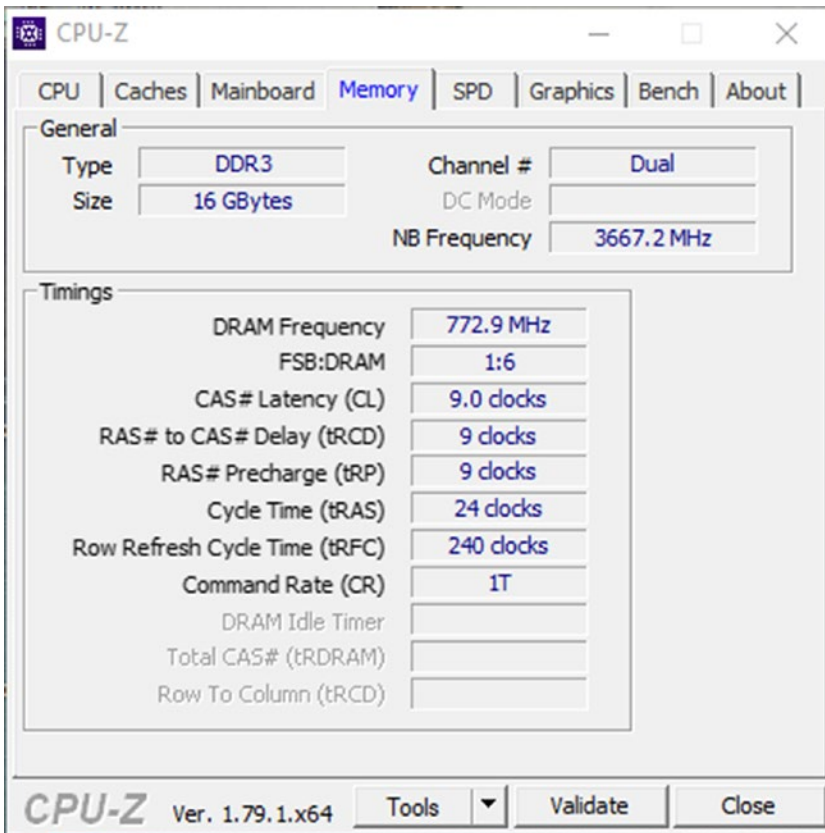 CPU-Z
CPU Caches Mainboard Memory SPD Graphics Bench About
General
Type DDR3 Channel # Dual
Size 16 GBytes DC Mode
NB Frequency 3667.2 MHz
Timings
DRAM Frequency 772.9 MHz
FSB:DRAM 1:6
CAS# Latency (CL) 9.0 clocks
RAS# to CAS# Delay (tRCD) 9 clocks
RAS# Precharge (tRP) 9 clocks
Cycle Time (tRAS) 24 clocks
Row Refresh Cycle Time (tRFC) 240 clocks
Command Rate (CR) 1T
DRAM Idle Timer
Total CAS# (tRDRAM)
Row To Column (tRCD)
CPU-Z Ver. 1.79.1.x64 Tools Validate Close